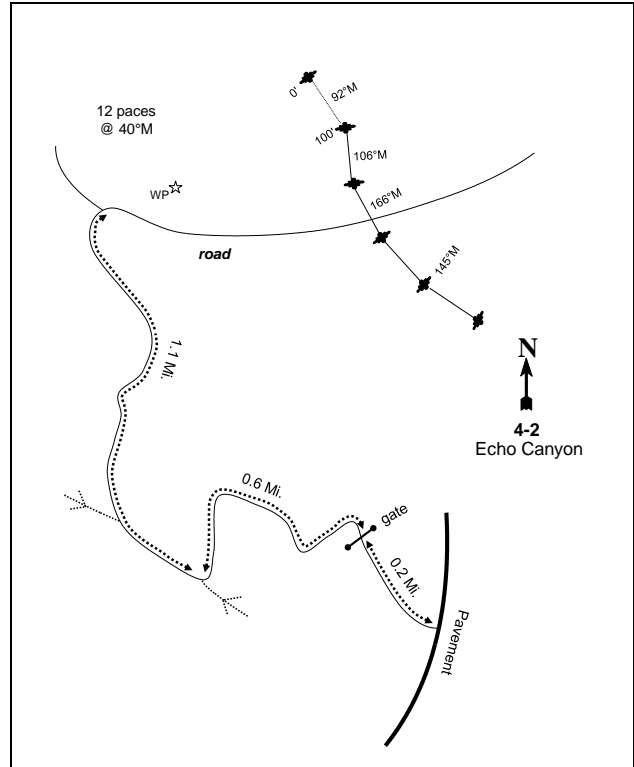 12 paces
@ 40°M
0'
92°M
100'
106°M
WP
166°M
road
145°M
1.1 Mi.
N
4-2
Echo Canyon
0.6 Mi.
gate
0.2 Mi.
Pavement